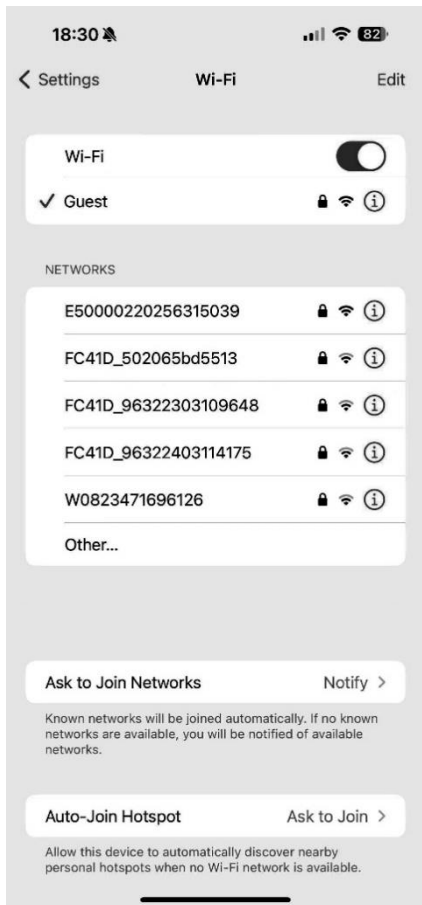 18:30 82
Settings Wi-Fi Edit
Wi-Fi
Guest
NETWORKS
E50000220256315039
FC41D_502065bd5513
FC41D_96322303109648
FC41D_96322403114175
W0823471696126
Other...
Ask to Join Networks Notify
Known networks will be joined automatically. If no known
networks are available, you will be notified of available
networks.
Auto-Join Hotspot Ask to Join
Allow this device to automatically discover nearby
personal hotspots when no Wi-Fi network is available.